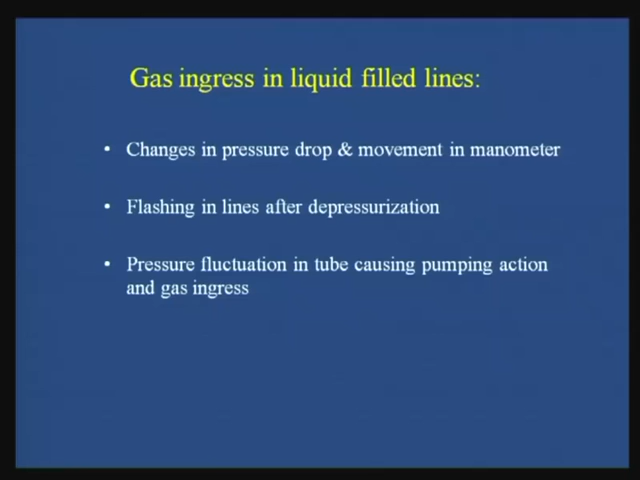 Gas ingress in liquid filled lines:
• Changes in pressure drop & movement in manometer
• Flashing in lines after depressurization
• Pressure fluctuation in tube causing pumping action
and gas ingress